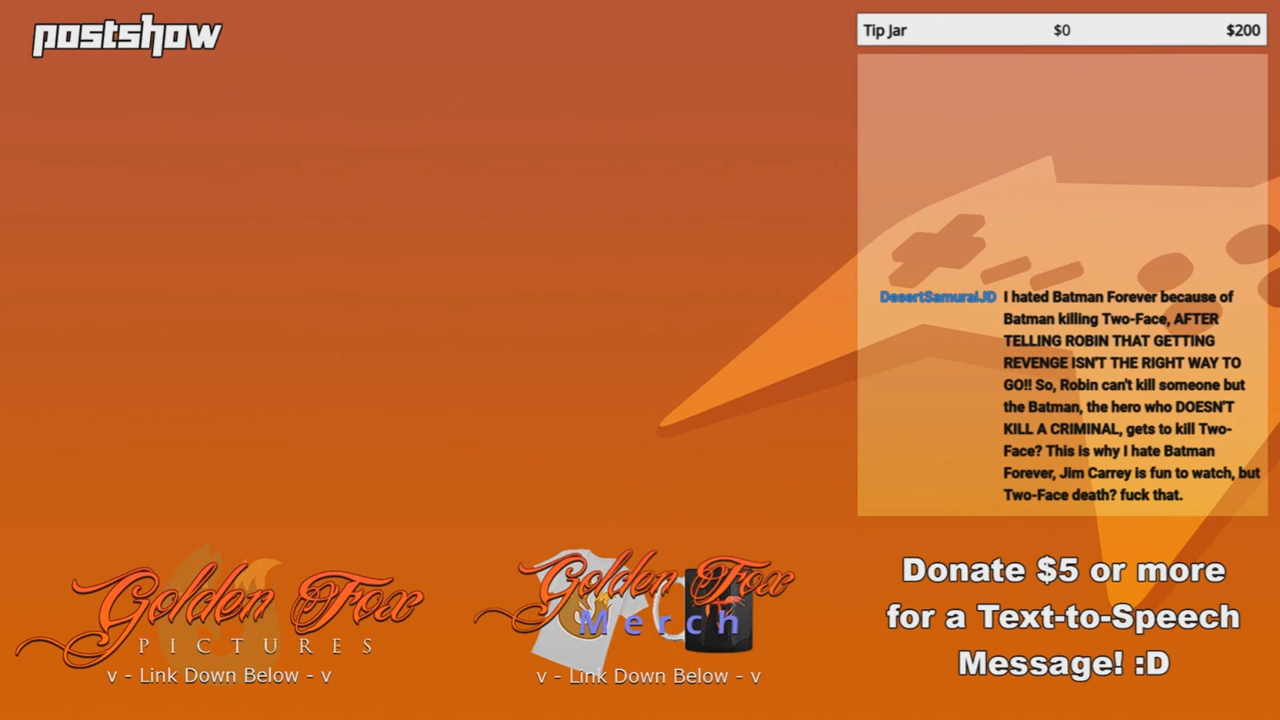 postshow
Tip Jar $0 $200
DesertSamuraiJD I hated Batman Forever because of
Batman killing Two-Face, AFTER
TELLING ROBIN THAT GETTING
REVENGE ISN'T THE RIGHT WAY TO
GO!! So, Robin can't kill someone but
the Batman, the hero who DOESN'T
KILL A CRIMINAL, gets to kill Two-
Face? This is why I hate Batman
Forever, Jim Carrey is fun to watch, but
Two-Face death? fuck that.
Golden Fox
PICTURES
v - Link Down Below - v
Golden Fox
Merch
v - Link Down Below - v
Donate $5 or more
for a Text-to-Speech
Message! :D